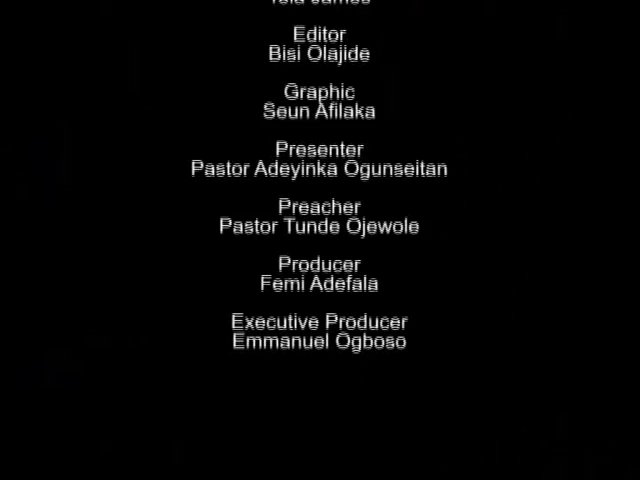 Editor
Bisi Olajide
Graphic
Seun Afilaka
Presenter
Pastor Adeyinka Ogunseitan
Preacher
Pastor Tunde Ojewole
Producer
Femi Adefala
Executive Producer
Emmanuel Ogboso